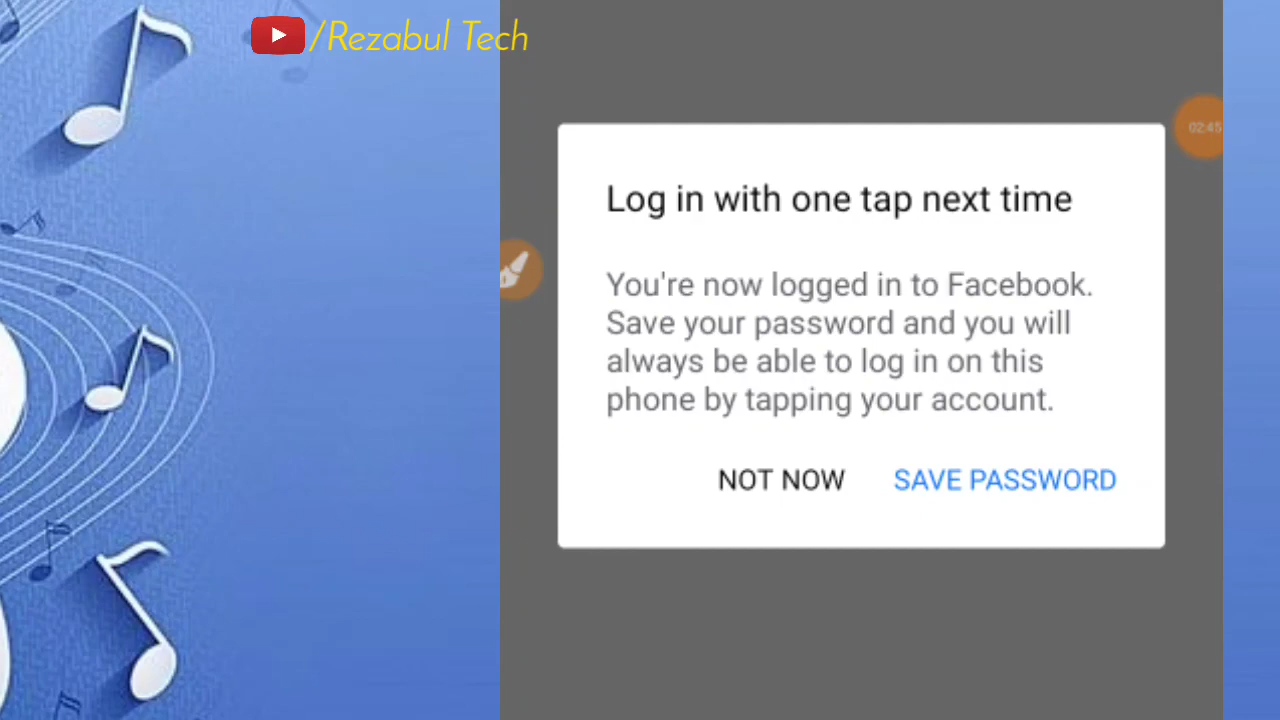 /Rezabul Tech
02:45
Log in with one tap next time
You're now logged in to Facebook.
Save your password and you will
always be able to log in on this
phone by tapping your account.
NOT NOW SAVE PASSWORD